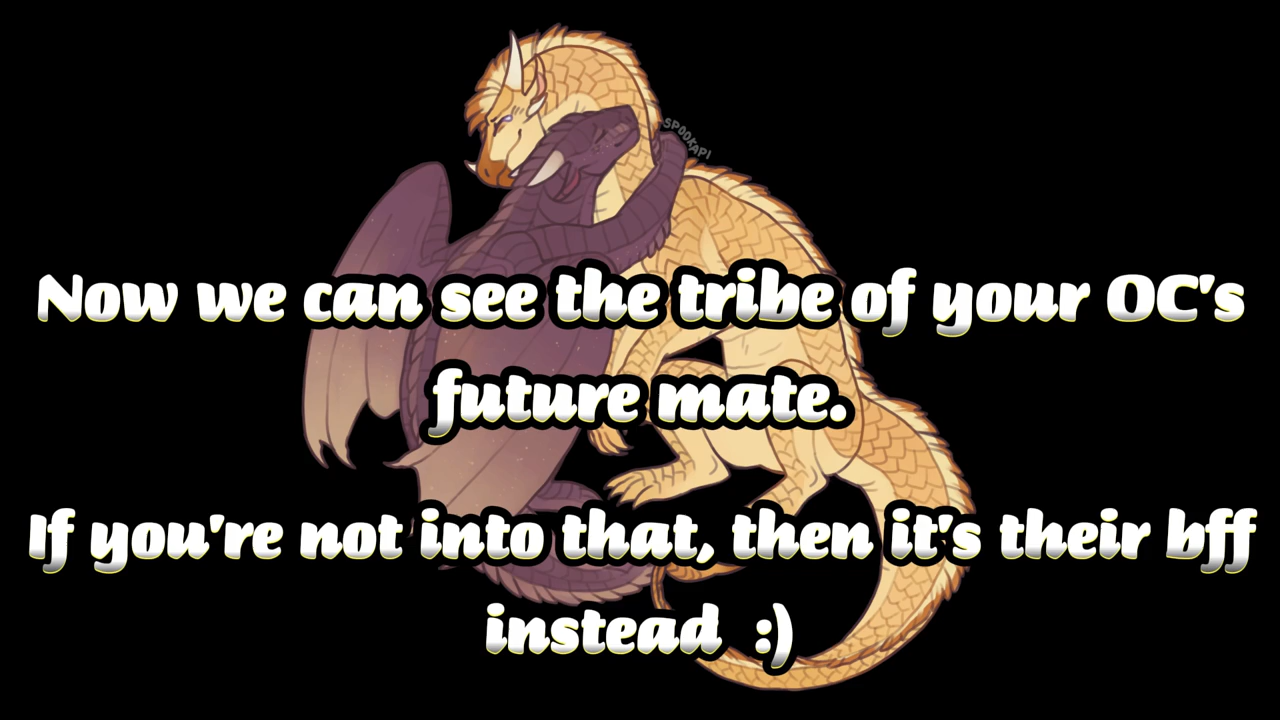 SPOOKAPI
Now we can see the tribe of your OC's
future mate.
If you're not into that, then it's their bff
instead :)